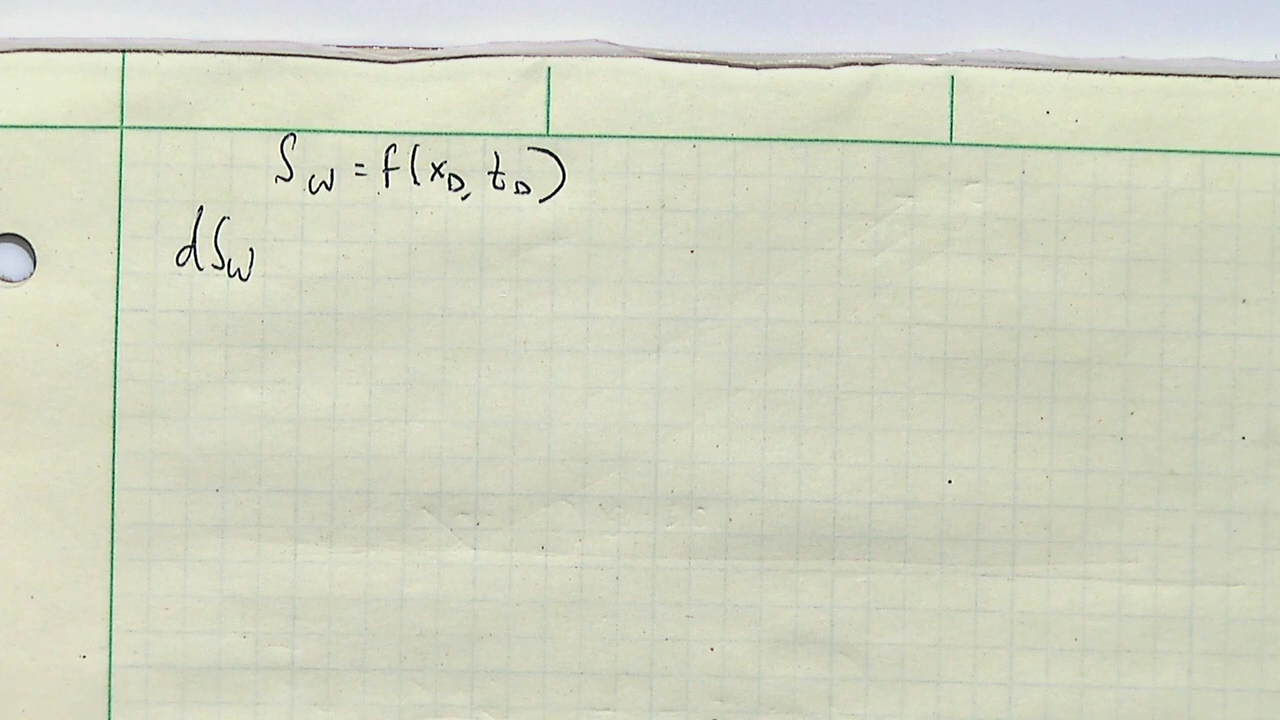 S_w = f(x_D, t_D)
dS_w